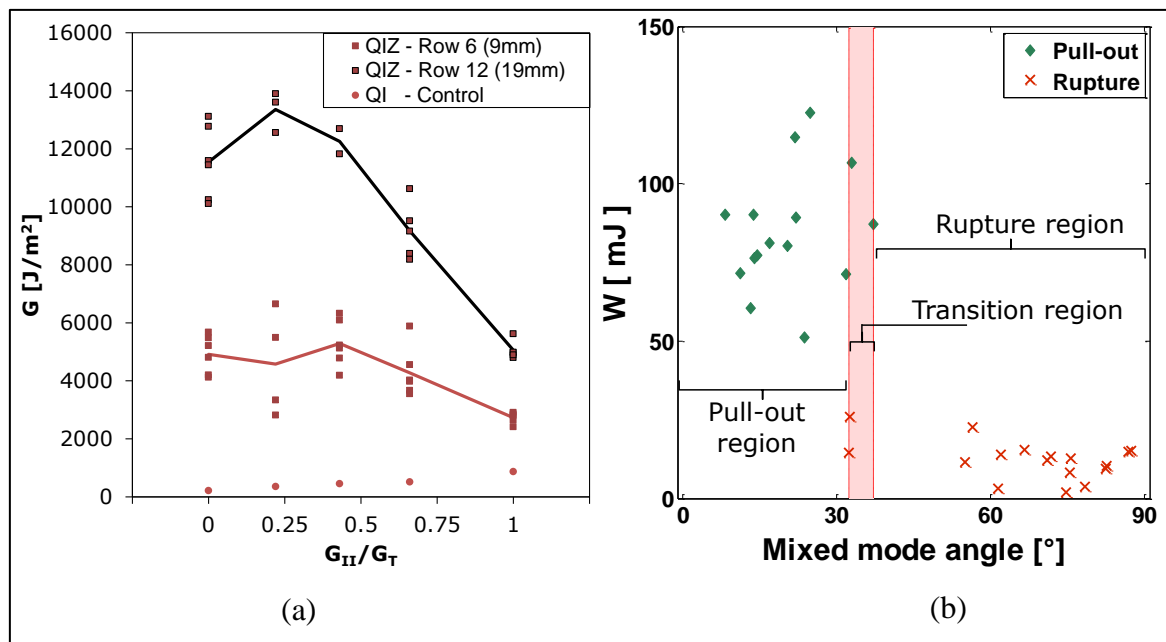 16000
14000
12000
10000
8000
6000
4000
2000
0
G [J/m²]
QIZ - Row 6 (9mm)
QIZ - Row 12 (19mm)
QI - Control
0 0.25 0.5 0.75 1
G_II/G_T
(a)
150
100
50
0
W [ mJ ]
Pull-out
Rupture
Rupture region
Transition region
Pull-out
region
0 30 60 90
Mixed mode angle [°]
(b)